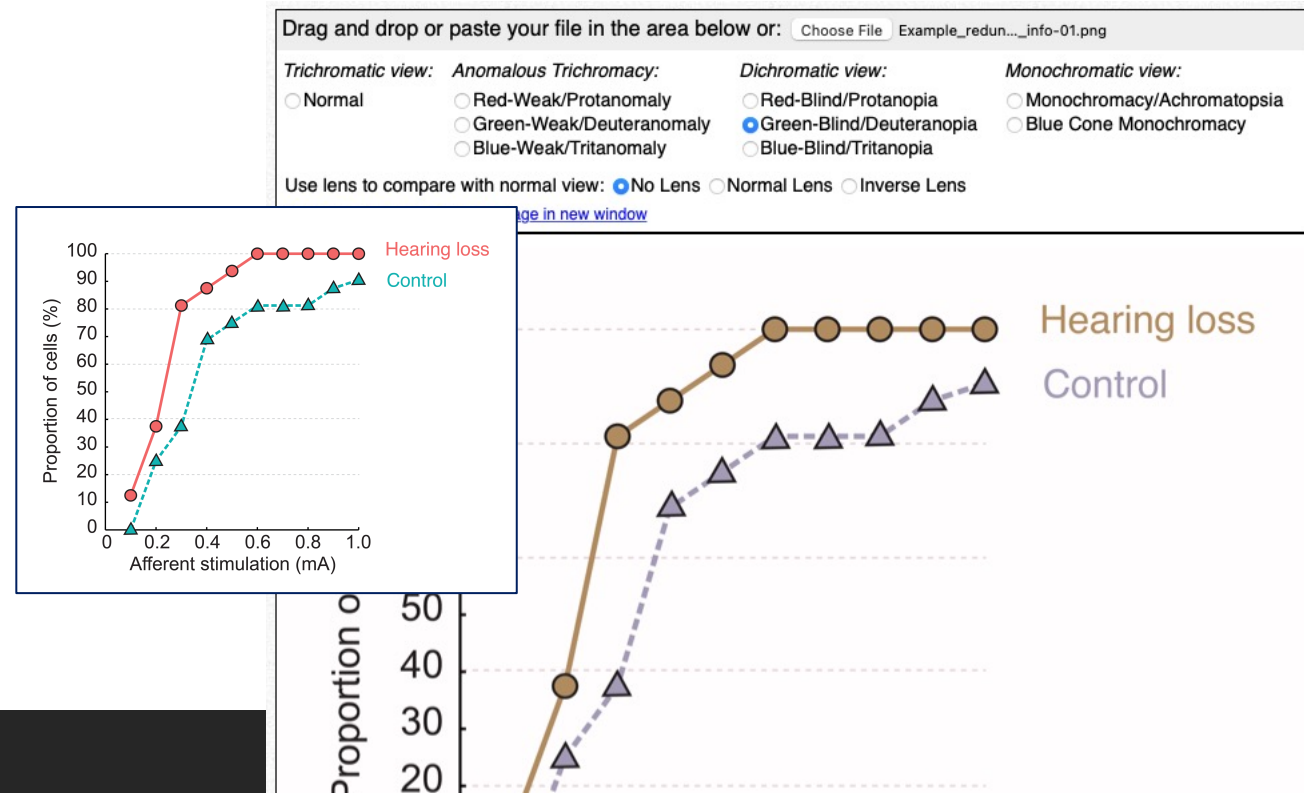 Drag and drop or paste your file in the area below or: Choose File Example_redun..._info-01.png
Trichromatic view: Anomalous Trichromacy: Dichromatic view: Monochromatic view:
Normal Red-Weak/Protanomaly Red-Blind/Protanopia Monochromacy/Achromatopsia
Green-Weak/Deuteranomaly Green-Blind/Deuteranopia Blue Cone Monochromacy
Blue-Weak/Tritanomaly Blue-Blind/Tritanopia
Use lens to compare with normal view: No Lens Normal Lens Inverse Lens
in new window
100
90
80
70
60
50
40
30
20
10
0
0 0.2 0.4 0.6 0.8 1.0
Afferent stimulation (mA)
Proportion of cells (%)
Hearing loss
Control
Hearing loss
Control
50
40
30
20
Proportion o